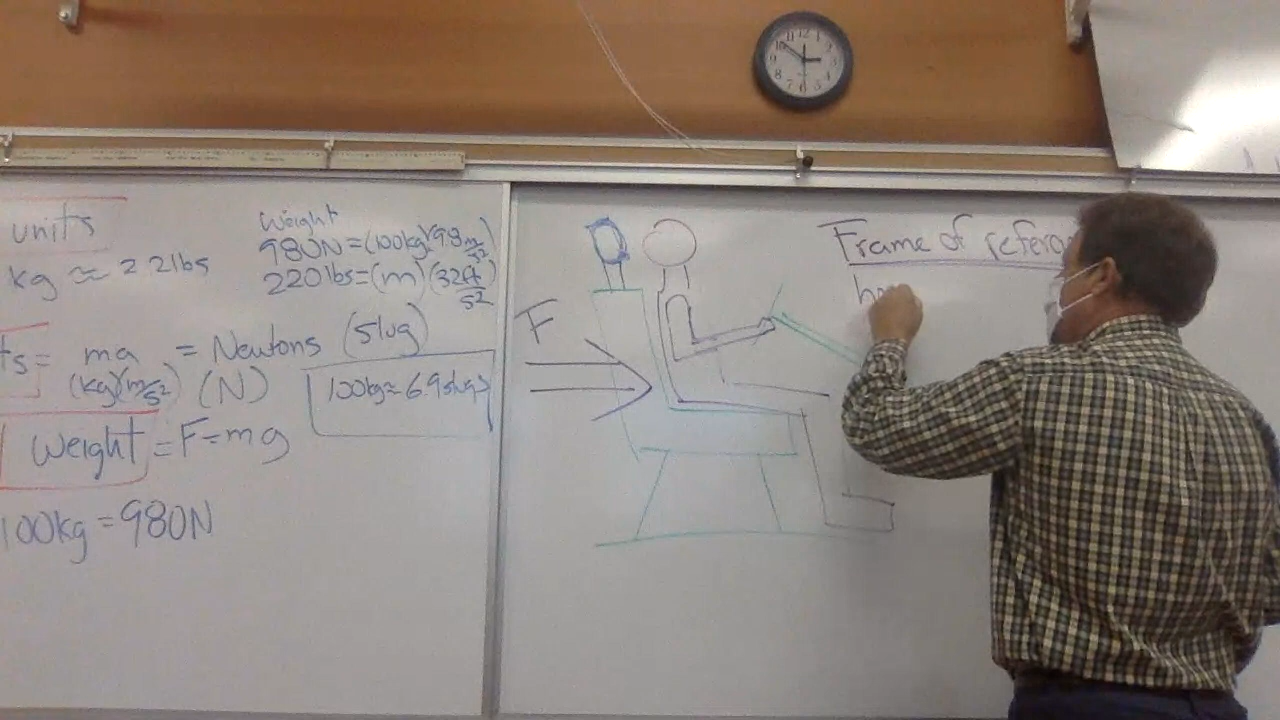 units
kg ≈ 2.2lbs
Weight
980N=(100kg)(9.8 m/s²)
220lbs=(m)(32ft/s²)
ts= ma = Newtons (slug)
(kg)(m/s²) (N)
100kg≈6.9slugs
Weight = F=mg
100kg=980N
F
Frame of refere